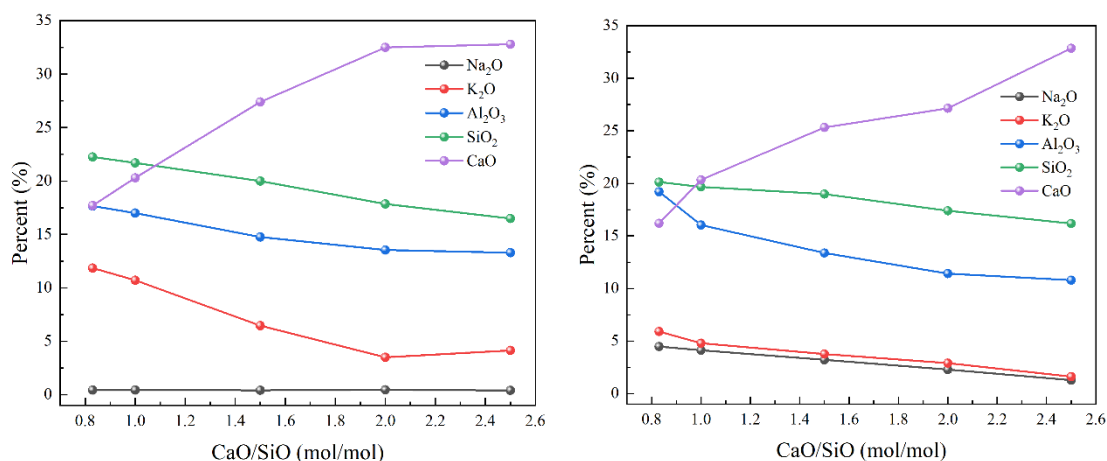 35
30
25
20
15
10
5
0
Percent (%)
Na₂O
K₂O
Al₂O₃
SiO₂
CaO
0.8 1.0 1.2 1.4 1.6 1.8 2.0 2.2 2.4 2.6
CaO/SiO (mol/mol)
35
30
25
20
15
10
5
0
Percent (%)
Na₂O
K₂O
Al₂O₃
SiO₂
CaO
0.8 1.0 1.2 1.4 1.6 1.8 2.0 2.2 2.4 2.6
CaO/SiO (mol/mol)